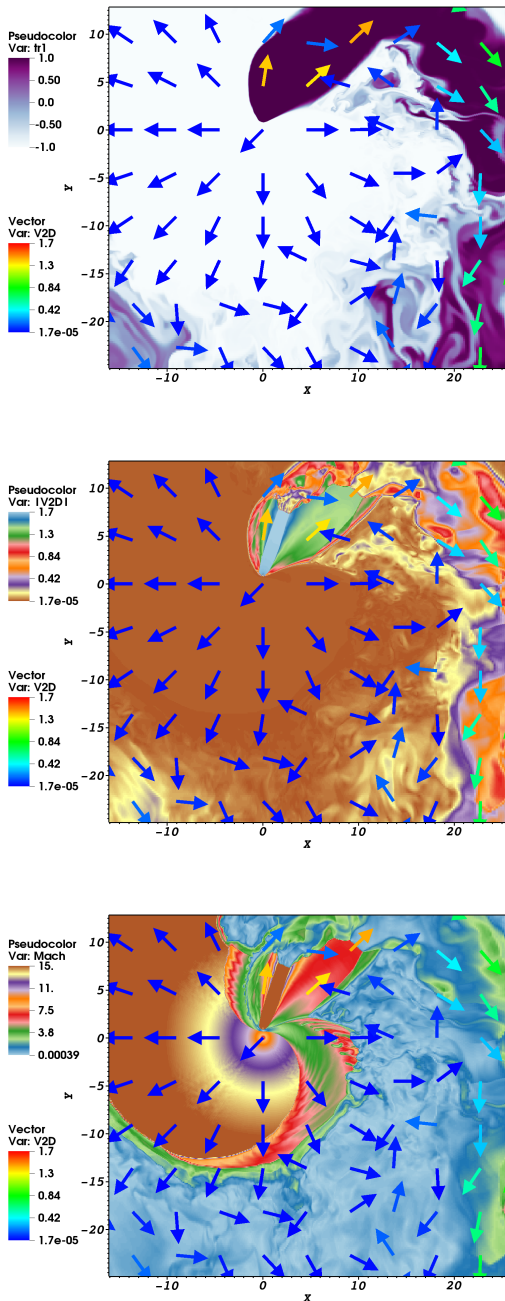 Pseudocolor
Var: tr1
1.0
0.50
0.0
-0.50
-1.0
Vector
Var: V2D
1.7
1.3
0.84
0.42
1.7e-05
10
5
0
-5
-10
-15
-20
Y
-10
0
10
20
X
Pseudocolor
Var: |V2D|
1.7
1.3
0.84
0.42
1.7e-05
Vector
Var: V2D
1.7
1.3
0.84
0.42
1.7e-05
10
5
0
-5
-10
-15
-20
Y
-10
0
10
20
X
Pseudocolor
Var: Mach
15.
11.
7.5
3.8
0.00039
Vector
Var: V2D
1.7
1.3
0.84
0.42
1.7e-05
10
5
0
-5
-10
-15
-20
Y
-10
0
10
20
X